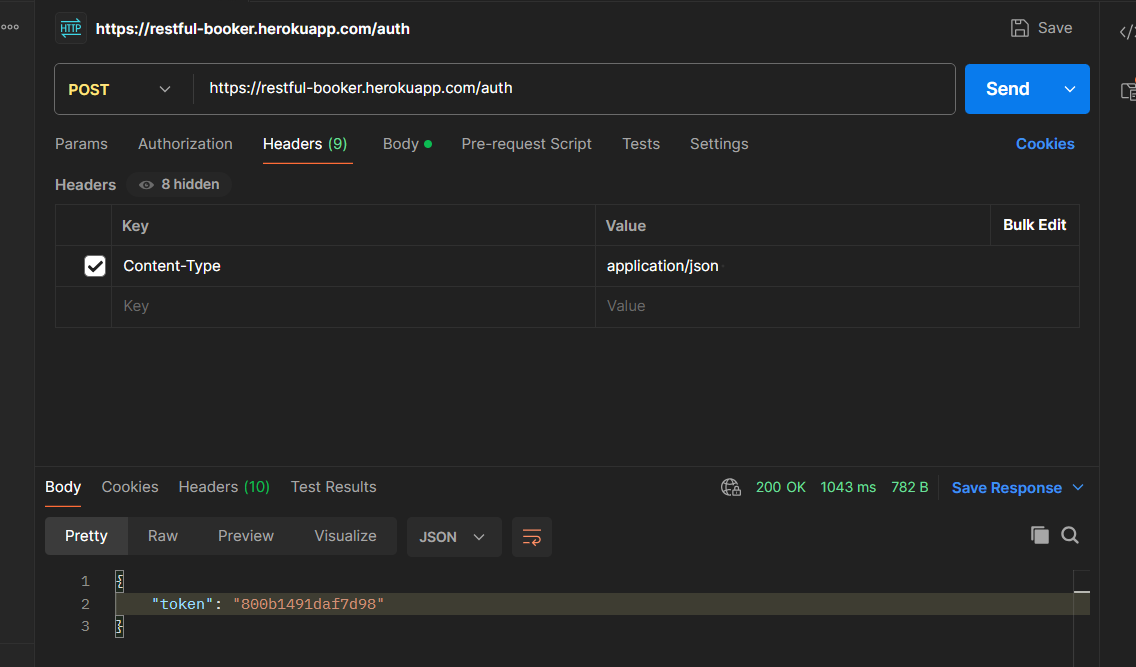 HTTP https://restful-booker.herokuapp.com/auth Save
POST https://restful-booker.herokuapp.com/auth Send
Params Authorization Headers (9) Body Pre-request Script Tests Settings Cookies
Headers 8 hidden
Key Value Bulk Edit
Content-Type application/json
Key Value
Body Cookies Headers (10) Test Results 200 OK 1043 ms 782 B Save Response
Pretty Raw Preview Visualize JSON
1 {
2 "token": "800b1491daf7d98"
3 }